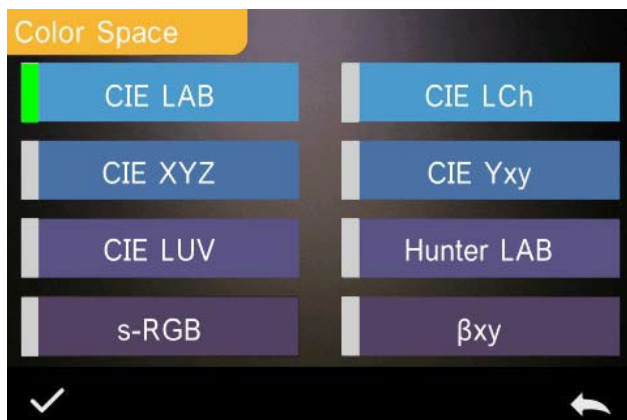 Color Space
CIE LAB
CIE LCh
CIE XYZ
CIE Yxy
CIE LUV
Hunter LAB
s-RGB
βxy